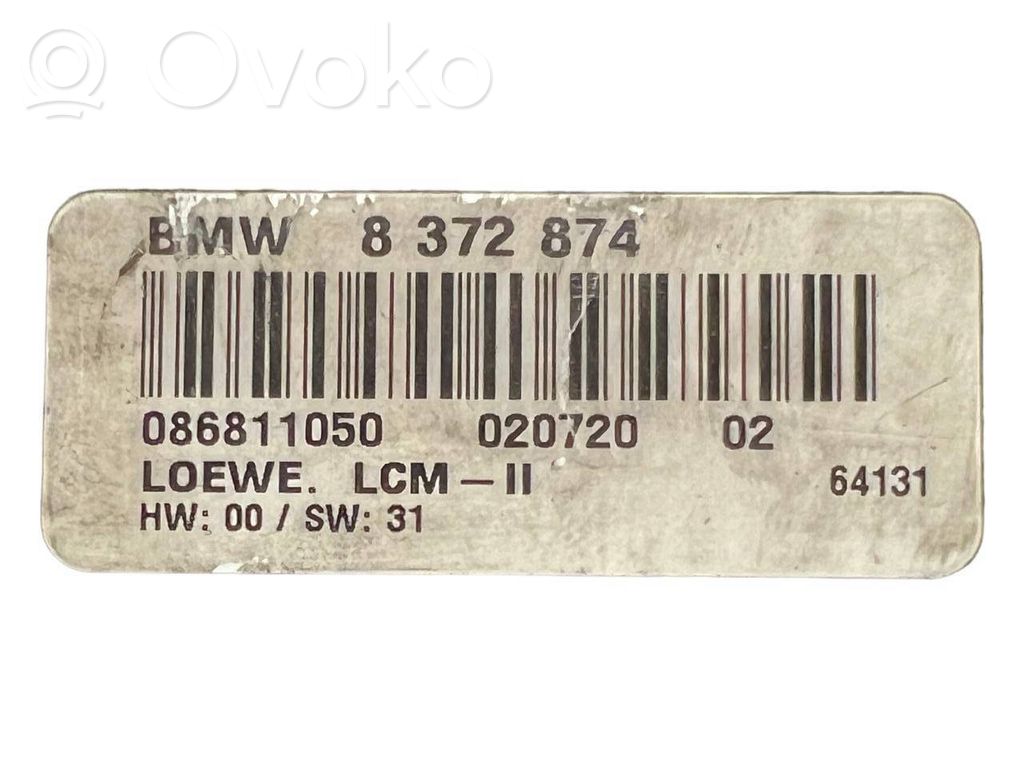 Ovoko
BMW 8 372 874
086811050 020720 02
LOEWE. LCM – II 64131
HW: 00 / SW: 31